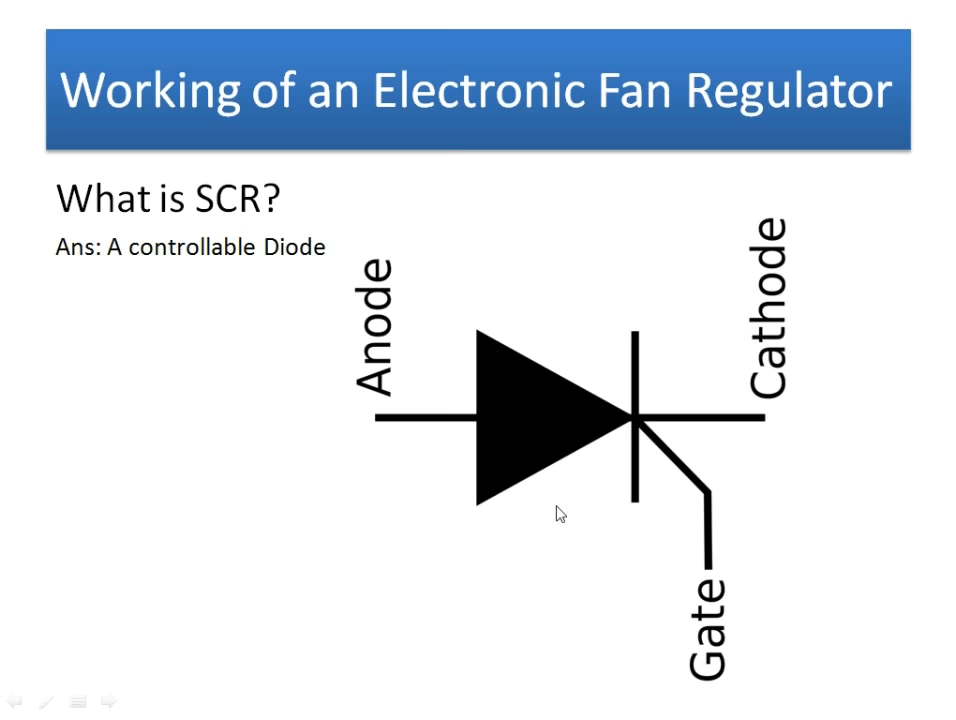 Working of an Electronic Fan Regulator
What is SCR?
Ans: A controllable Diode
Anode
Cathode
Gate